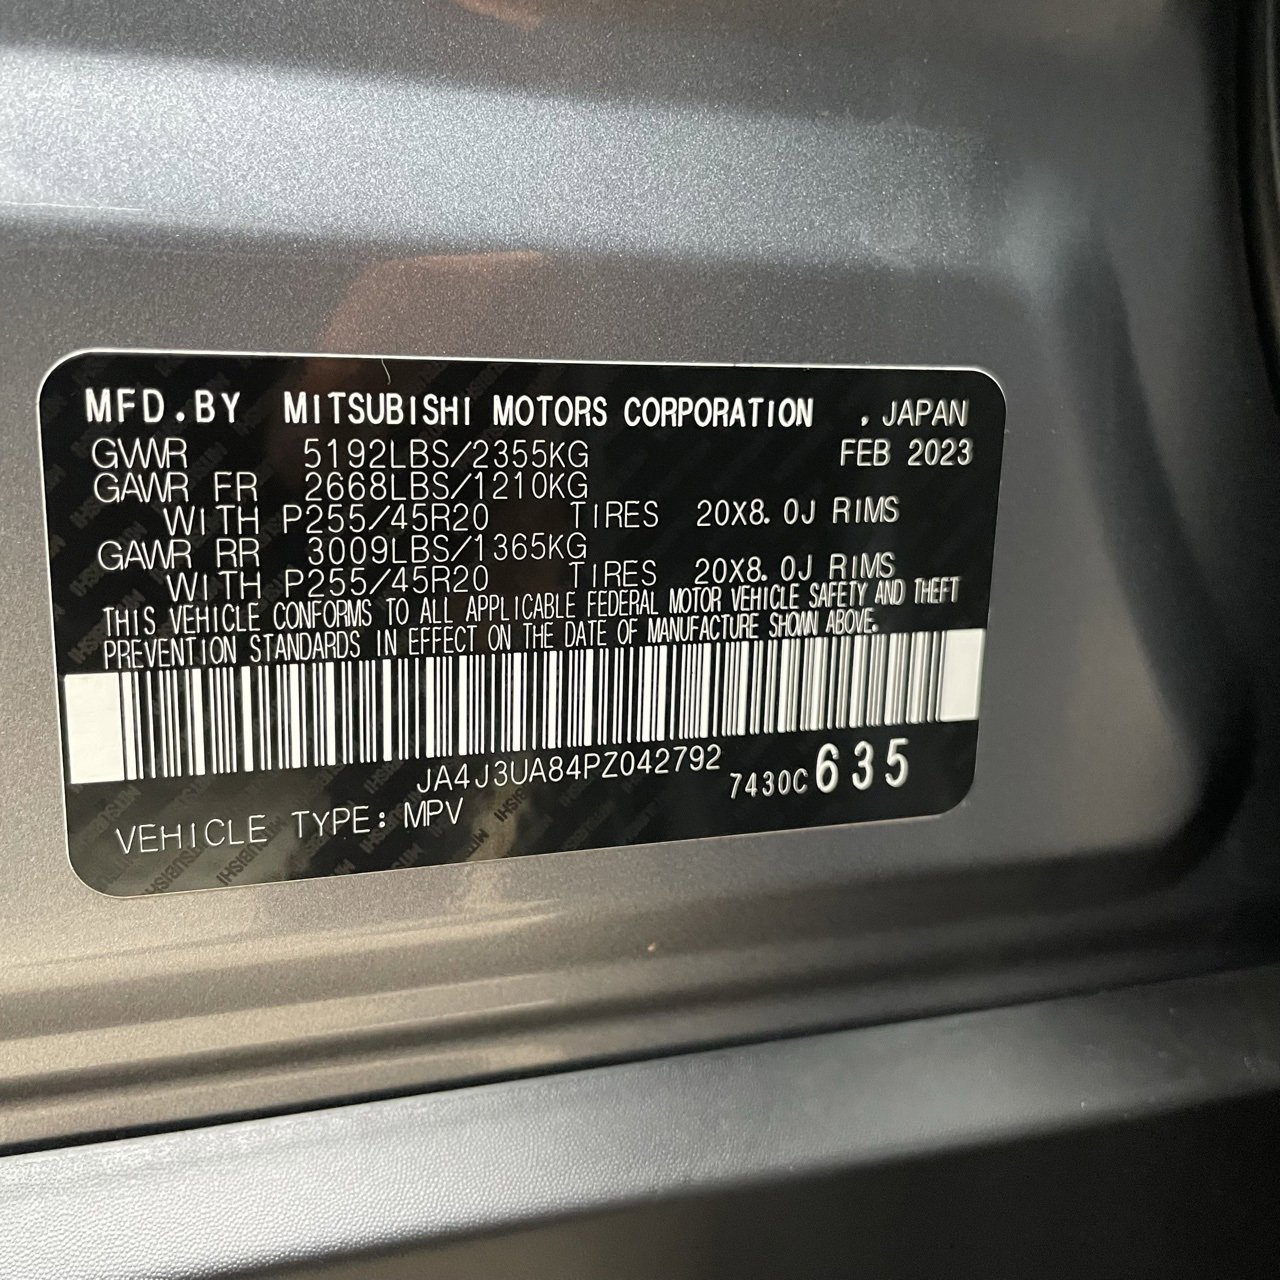 MFD.BY MITSUBISHI MOTORS CORPORATION , JAPAN
GVWR 5192LBS/2355KG FEB 2023
GAWR FR 2668LBS/1210KG
WITH P255/45R20 TIRES 20X8.0J RIMS
GAWR RR 3009LBS/1365KG
WITH P255/45R20 TIRES 20X8.0J RIMS
THIS VEHICLE CONFORMS TO ALL APPLICABLE FEDERAL MOTOR VEHICLE SAFETY AND THEFT
PREVENTION STANDARDS IN EFFECT ON THE DATE OF MANUFACTURE SHOWN ABOVE.
JA4J3UA84PZ042792 7430C 635
VEHICLE TYPE: MPV